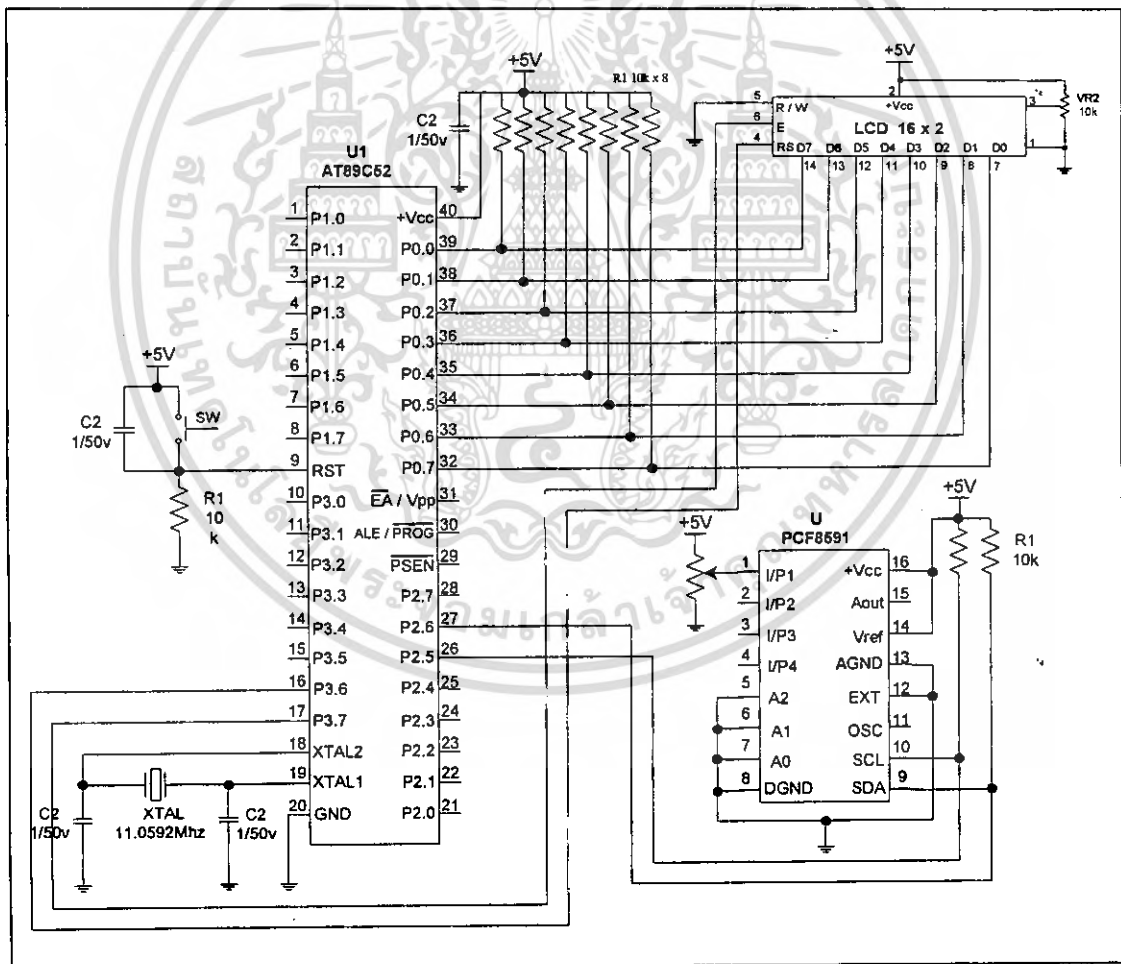 +5V
R1 10k x 8
C2
1/50v
+5V
5 R / W
6 E
4 RS
2
+Vcc
LCD 16 x 2
3
1
VR2
10k
D7 D6 D5 D4 D3 D2 D1 D0
14 13 12 11 10 9 8 7
U1
AT89C52
1 P1.0
2 P1.1
3 P1.2
4 P1.3
5 P1.4
6 P1.5
7 P1.6
8 P1.7
9 RST
10 P3.0
11 P3.1
12 P3.2
13 P3.3
14 P3.4
15 P3.5
16 P3.6
17 P3.7
18 XTAL2
19 XTAL1
20 GND
+Vcc 40
P0.0 39
P0.1 38
P0.2 37
P0.3 36
P0.4 35
P0.5 34
P0.6 33
P0.7 32
EA / Vpp 31
ALE / PROG 30
PSEN 29
P2.7 28
P2.6 27
P2.5 26
P2.4 25
P2.3 24
P2.2 23
P2.1 22
P2.0 21
+5V
C2
1/50v
SW
R1
10
k
C2
1/50v
XTAL
11.0592Mhz
C2
1/50v
+5V
U
PCF8591
1 I/P1
2 I/P2
3 I/P3
4 I/P4
5 A2
6 A1
7 A0
8 DGND
+Vcc 16
Aout 15
Vref 14
AGND 13
EXT 12
OSC 11
SCL 10
SDA 9
+5V
R1
10k